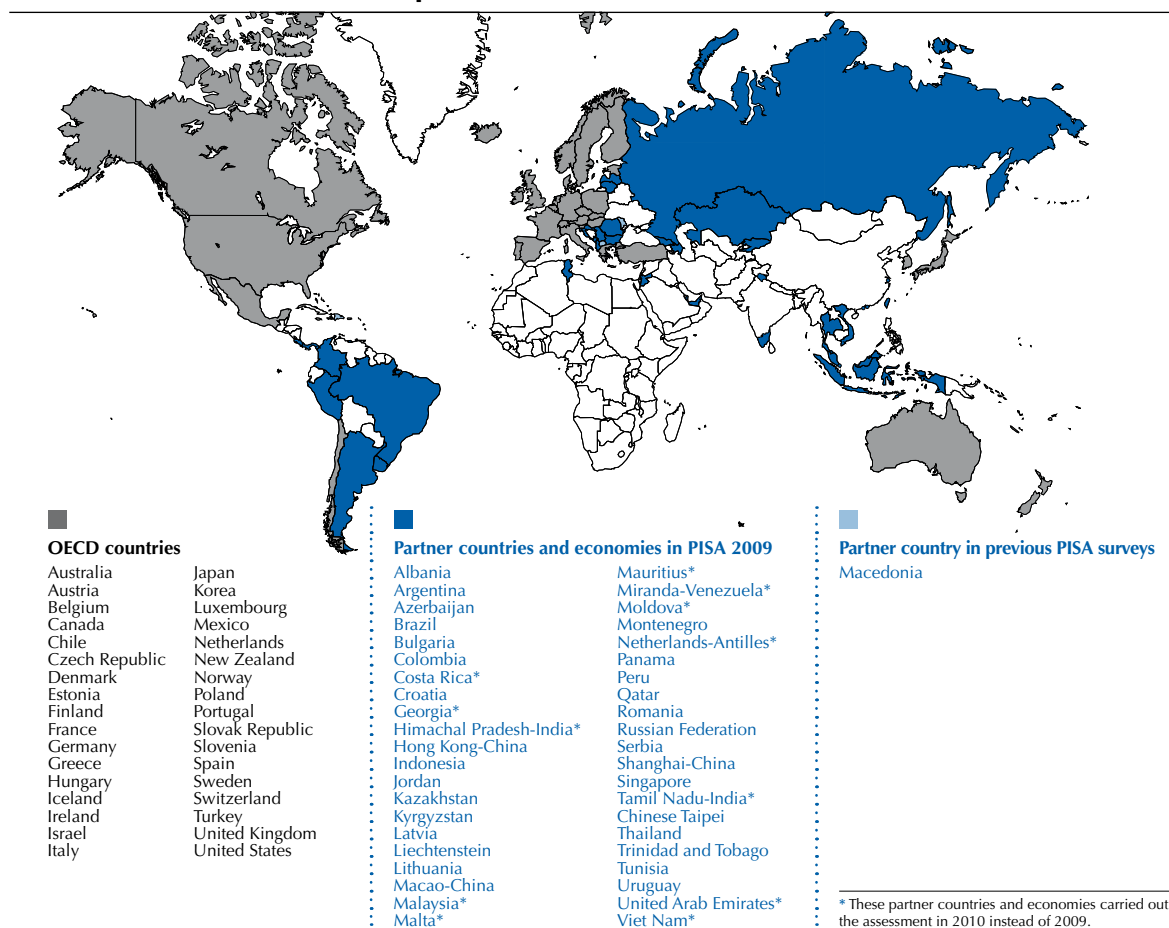 OECD countries
Australia
Austria
Belgium
Canada
Chile
Czech Republic
Denmark
Estonia
Finland
France
Germany
Greece
Hungary
Iceland
Ireland
Israel
Italy
Japan
Korea
Luxembourg
Mexico
Netherlands
New Zealand
Norway
Poland
Portugal
Slovak Republic
Slovenia
Spain
Sweden
Switzerland
Turkey
United Kingdom
United States
Partner countries and economies in PISA 2009
Albania
Argentina
Azerbaijan
Brazil
Bulgaria
Colombia
Costa Rica*
Croatia
Georgia*
Himachal Pradesh-India*
Hong Kong-China
Indonesia
Jordan
Kazakhstan
Kyrgyzstan
Latvia
Liechtenstein
Lithuania
Macao-China
Malaysia*
Malta*
Mauritius*
Miranda-Venezuela*
Moldova*
Montenegro
Netherlands-Antilles*
Panama
Peru
Qatar
Romania
Russian Federation
Serbia
Shanghai-China
Singapore
Tamil Nadu-India*
Chinese Taipei
Thailand
Trinidad and Tobago
Tunisia
Uruguay
United Arab Emirates*
Viet Nam*
Partner country in previous PISA surveys
Macedonia
* These partner countries and economies carried out
the assessment in 2010 instead of 2009.